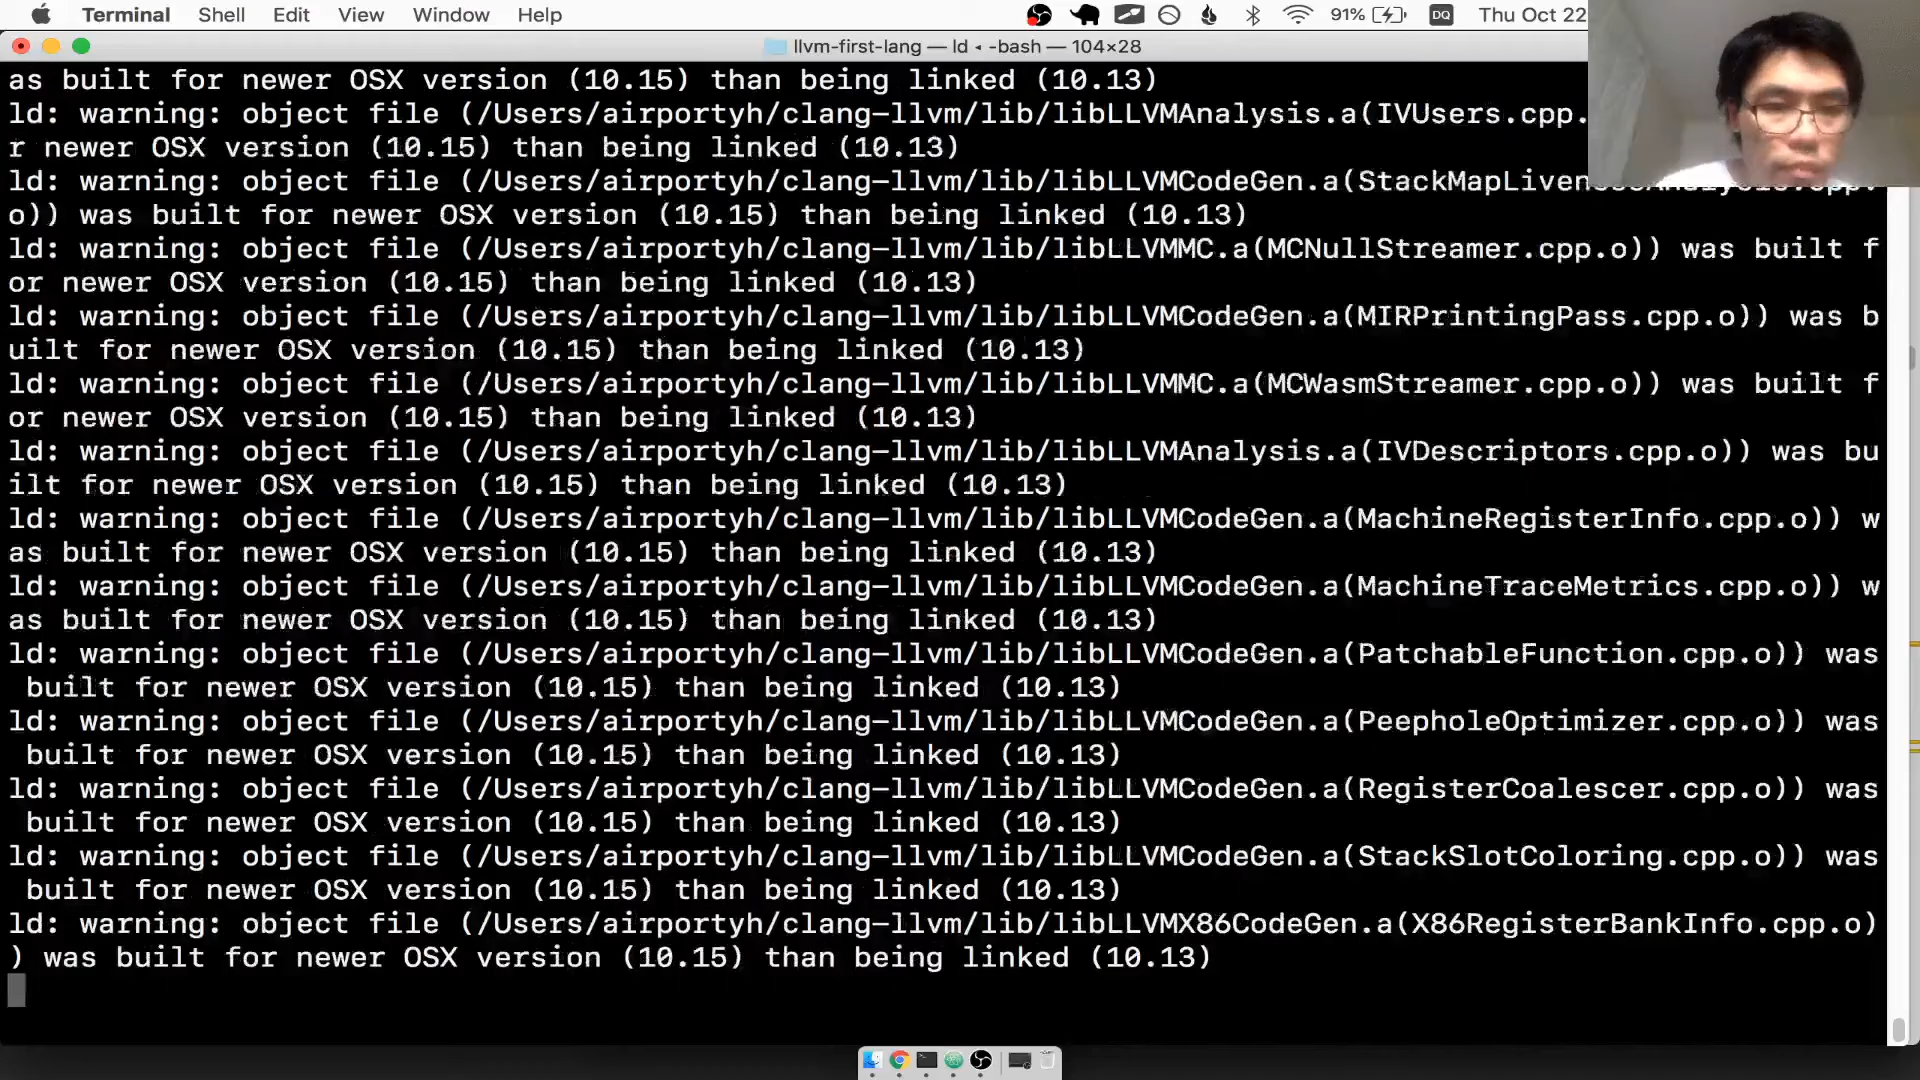 Terminal Shell Edit View Window Help 91% DQ Thu Oct 22
llvm-first-lang — ld ◂ -bash — 104×28
as built for newer OSX version (10.15) than being linked (10.13)
ld: warning: object file (/Users/airportyh/clang-llvm/lib/libLLVMAnalysis.a(IVUsers.cpp.
r newer OSX version (10.15) than being linked (10.13)
ld: warning: object file (/Users/airportyh/clang-llvm/lib/libLLVMCodeGen.a(StackMapLivenessAnalysis.cpp.
o)) was built for newer OSX version (10.15) than being linked (10.13)
ld: warning: object file (/Users/airportyh/clang-llvm/lib/libLLVMMC.a(MCNullStreamer.cpp.o)) was built f
or newer OSX version (10.15) than being linked (10.13)
ld: warning: object file (/Users/airportyh/clang-llvm/lib/libLLVMCodeGen.a(MIRPrintingPass.cpp.o)) was b
uilt for newer OSX version (10.15) than being linked (10.13)
ld: warning: object file (/Users/airportyh/clang-llvm/lib/libLLVMMC.a(MCWasmStreamer.cpp.o)) was built f
or newer OSX version (10.15) than being linked (10.13)
ld: warning: object file (/Users/airportyh/clang-llvm/lib/libLLVMAnalysis.a(IVDescriptors.cpp.o)) was bu
ilt for newer OSX version (10.15) than being linked (10.13)
ld: warning: object file (/Users/airportyh/clang-llvm/lib/libLLVMCodeGen.a(MachineRegisterInfo.cpp.o)) w
as built for newer OSX version (10.15) than being linked (10.13)
ld: warning: object file (/Users/airportyh/clang-llvm/lib/libLLVMCodeGen.a(MachineTraceMetrics.cpp.o)) w
as built for newer OSX version (10.15) than being linked (10.13)
ld: warning: object file (/Users/airportyh/clang-llvm/lib/libLLVMCodeGen.a(PatchableFunction.cpp.o)) was
built for newer OSX version (10.15) than being linked (10.13)
ld: warning: object file (/Users/airportyh/clang-llvm/lib/libLLVMCodeGen.a(PeepholeOptimizer.cpp.o)) was
built for newer OSX version (10.15) than being linked (10.13)
ld: warning: object file (/Users/airportyh/clang-llvm/lib/libLLVMCodeGen.a(RegisterCoalescer.cpp.o)) was
built for newer OSX version (10.15) than being linked (10.13)
ld: warning: object file (/Users/airportyh/clang-llvm/lib/libLLVMCodeGen.a(StackSlotColoring.cpp.o)) was
built for newer OSX version (10.15) than being linked (10.13)
ld: warning: object file (/Users/airportyh/clang-llvm/lib/libLLVMX86CodeGen.a(X86RegisterBankInfo.cpp.o)
) was built for newer OSX version (10.15) than being linked (10.13)